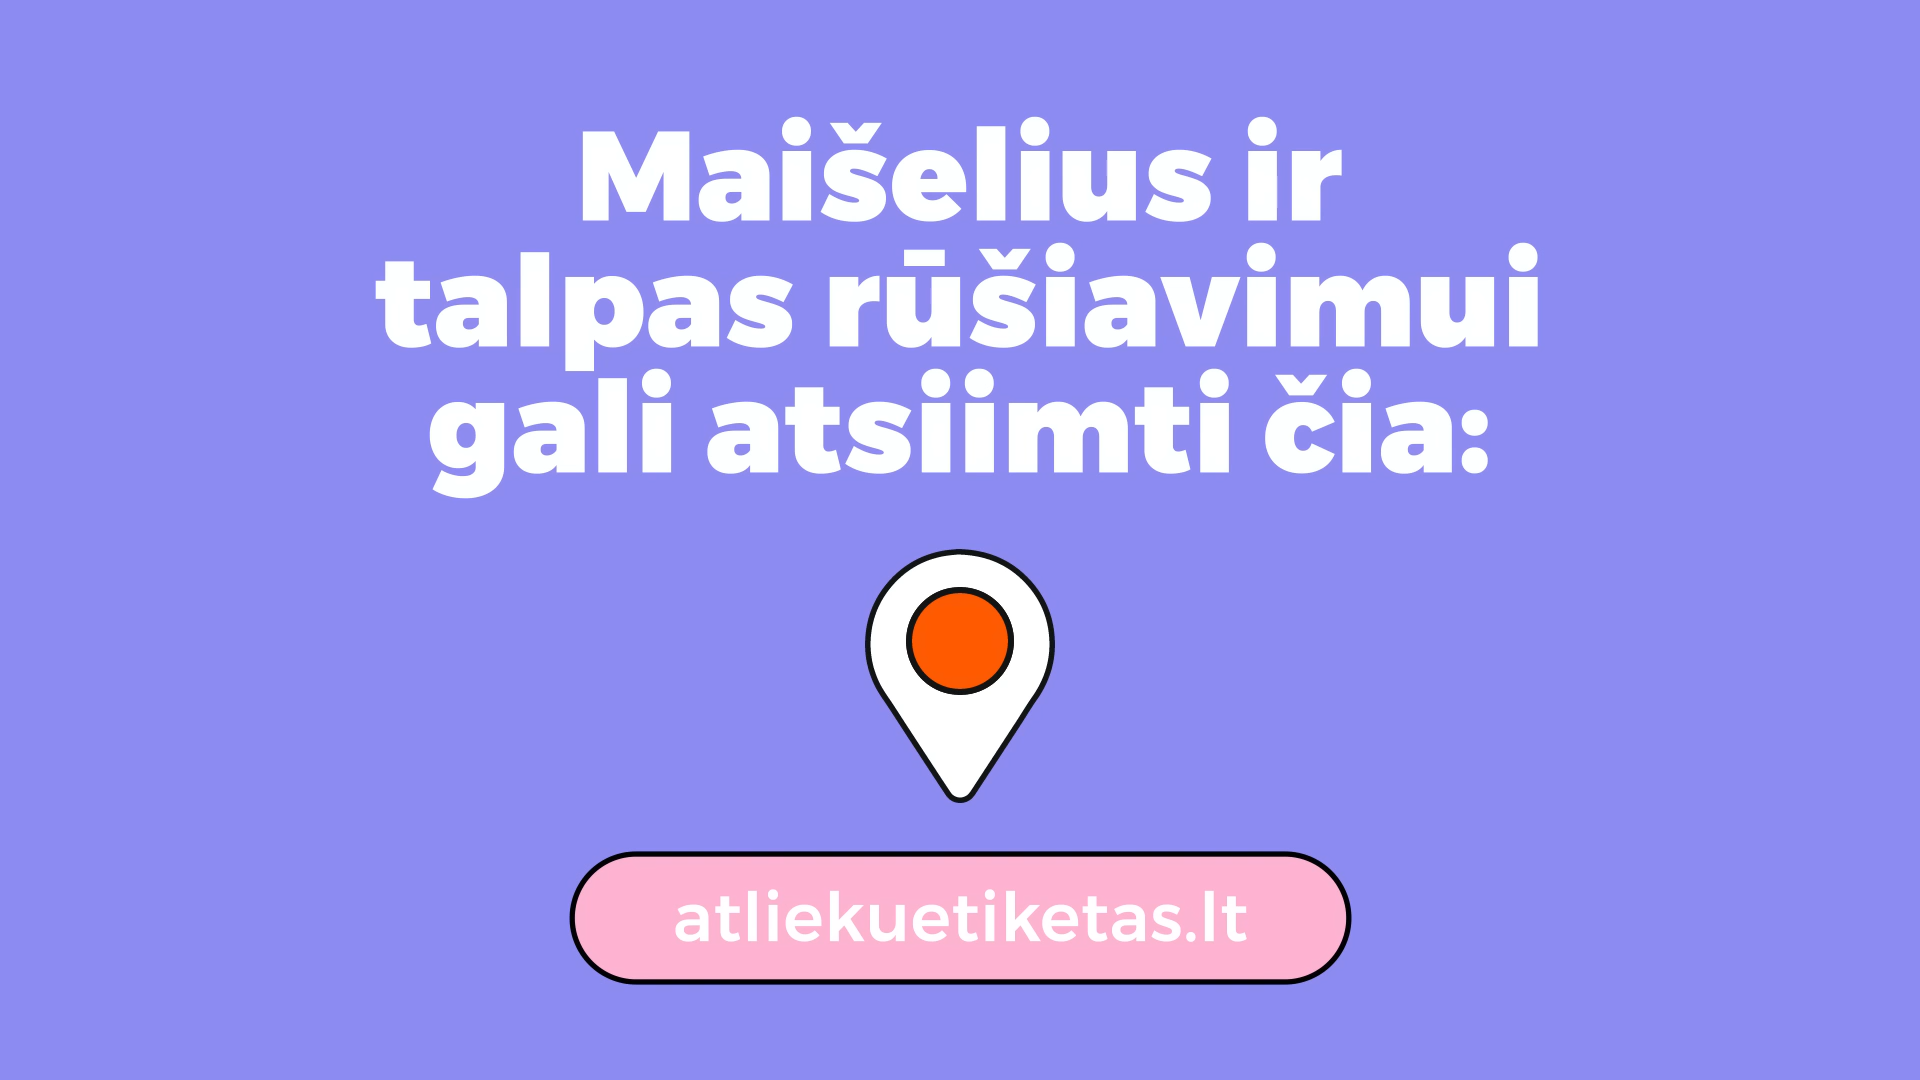 Maišelius ir
talpas rūšiavimui
gali atsiimti čia:
atliekuetiketas.lt